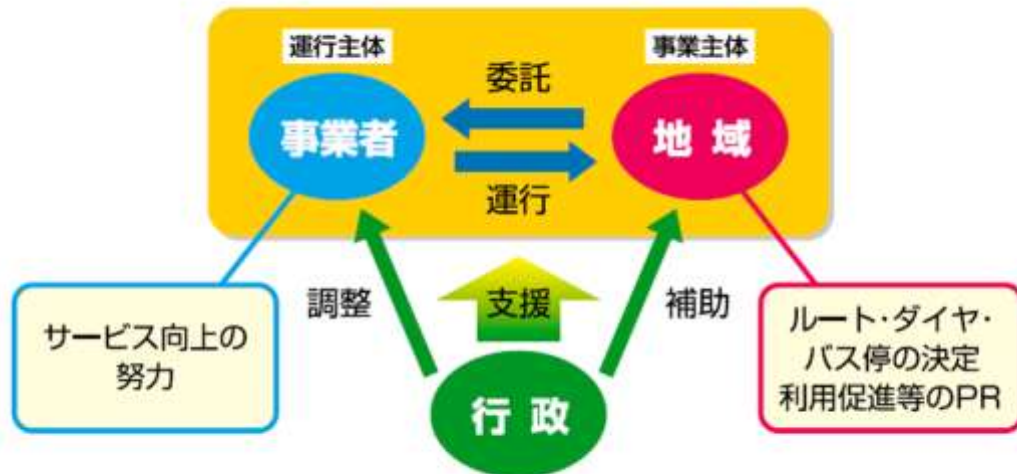 運行主体
事業主体
委託
事業者
地域
運行
調整
支援
補助
サービス向上の
努力
ルート・ダイヤ・
バス停の決定
利用促進等のPR
行政